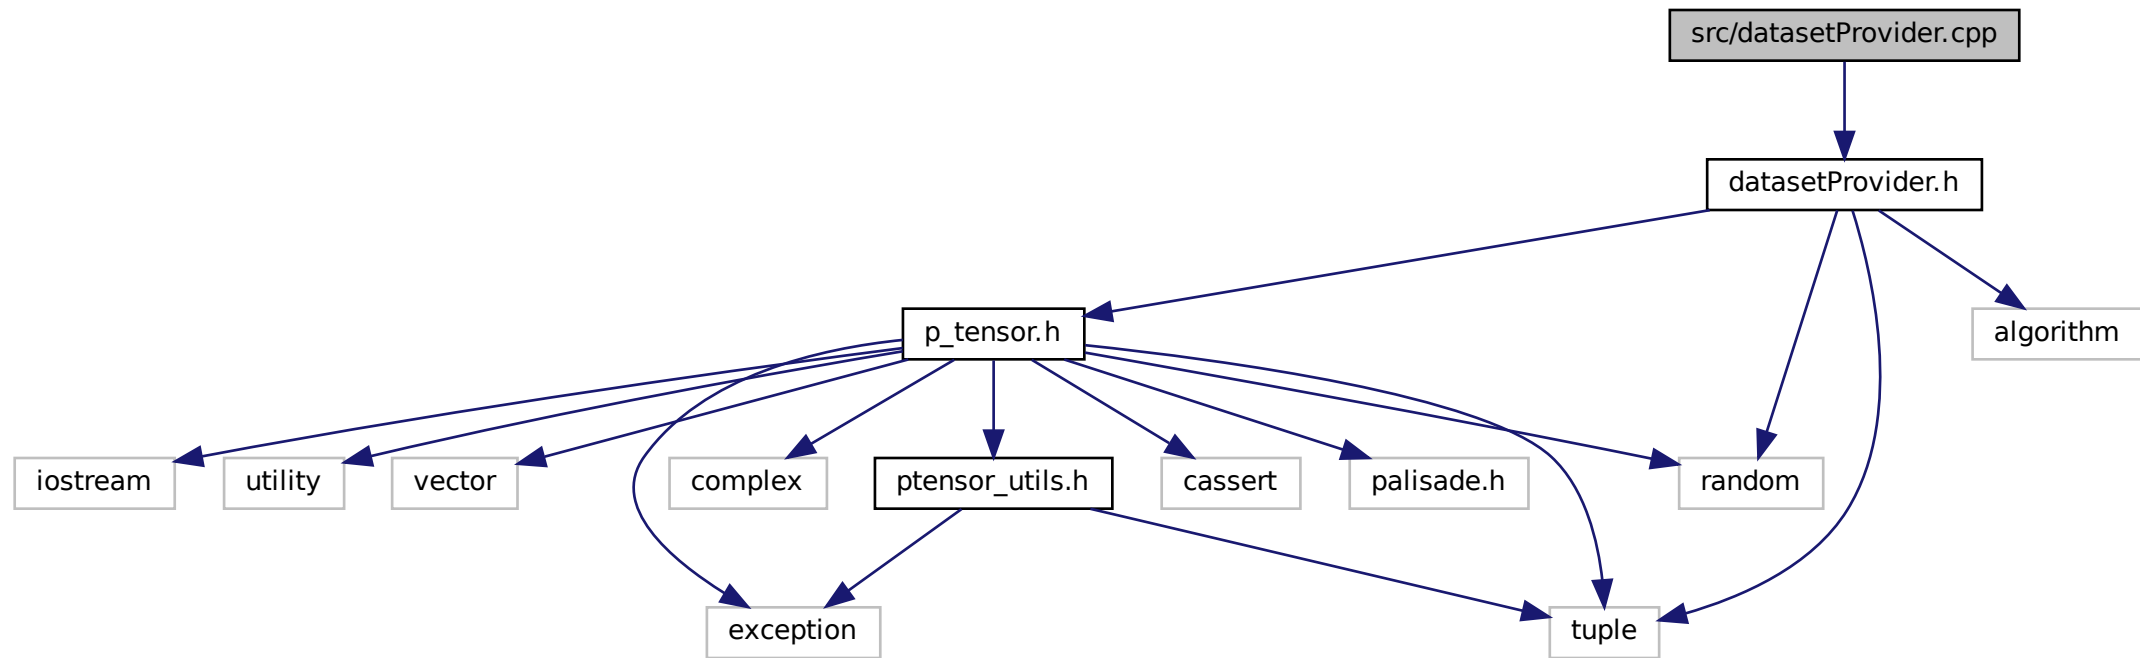 src/datasetProvider.cpp
datasetProvider.h
p_tensor.h
algorithm
iostream
utility
vector
complex
ptensor_utils.h
cassert
palisade.h
random
exception
tuple